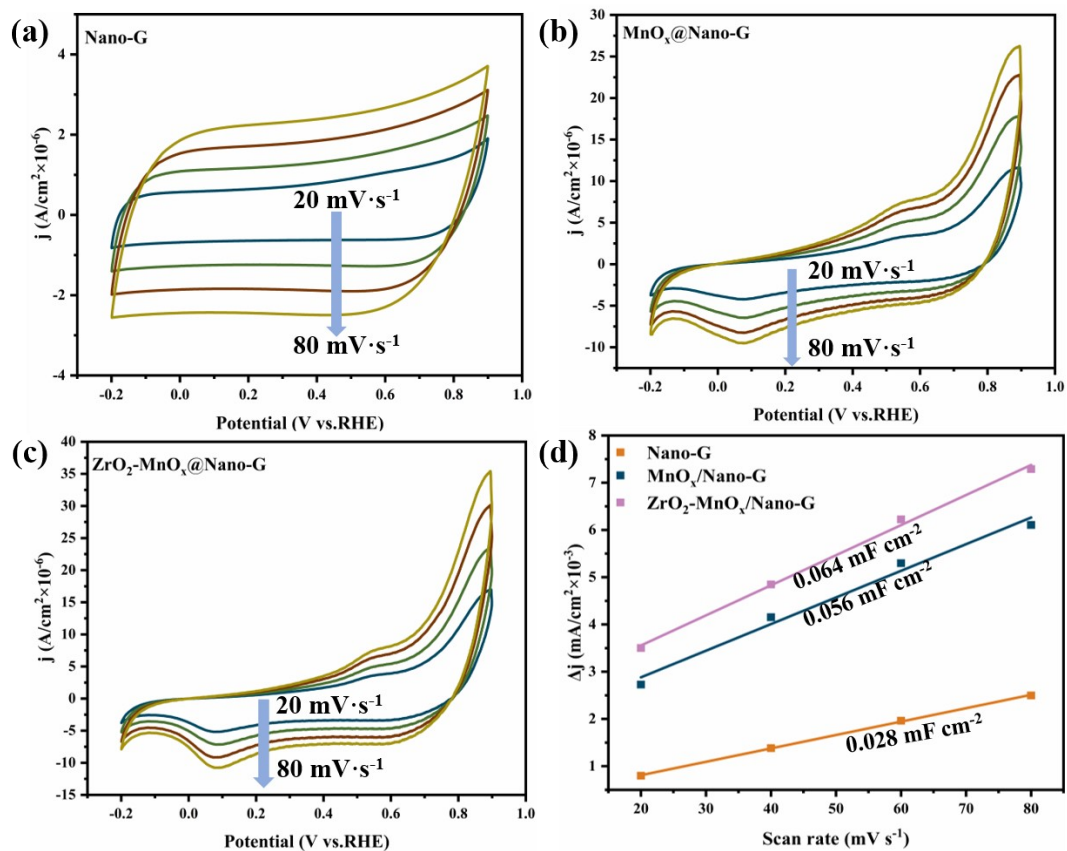 (a)
Nano-G
j (A/cm²×10⁻⁶)
4
2
0
-2
-4
20 mV·s⁻¹
80 mV·s⁻¹
-0.2 0.0 0.2 0.4 0.6 0.8 1.0
Potential (V vs.RHE)
(b)
MnOₓ@Nano-G
j (A/cm²×10⁻⁶)
30
25
20
15
10
5
0
-5
-10
20 mV·s⁻¹
80 mV·s⁻¹
-0.2 0.0 0.2 0.4 0.6 0.8 1.0
Potential (V vs.RHE)
(c)
ZrO₂-MnOₓ@Nano-G
j (A/cm²×10⁻⁶)
40
35
30
25
20
15
10
5
0
-5
-10
-15
20 mV·s⁻¹
80 mV·s⁻¹
-0.2 0.0 0.2 0.4 0.6 0.8 1.0
Potential (V vs.RHE)
(d)
Nano-G
MnOₓ/Nano-G
ZrO₂-MnOₓ/Nano-G
Δj (mA/cm²×10⁻³)
8
7
6
5
4
3
2
1
0.064 mF cm⁻²
0.056 mF cm⁻²
0.028 mF cm⁻²
20 30 40 50 60 70 80
Scan rate (mV s⁻¹)